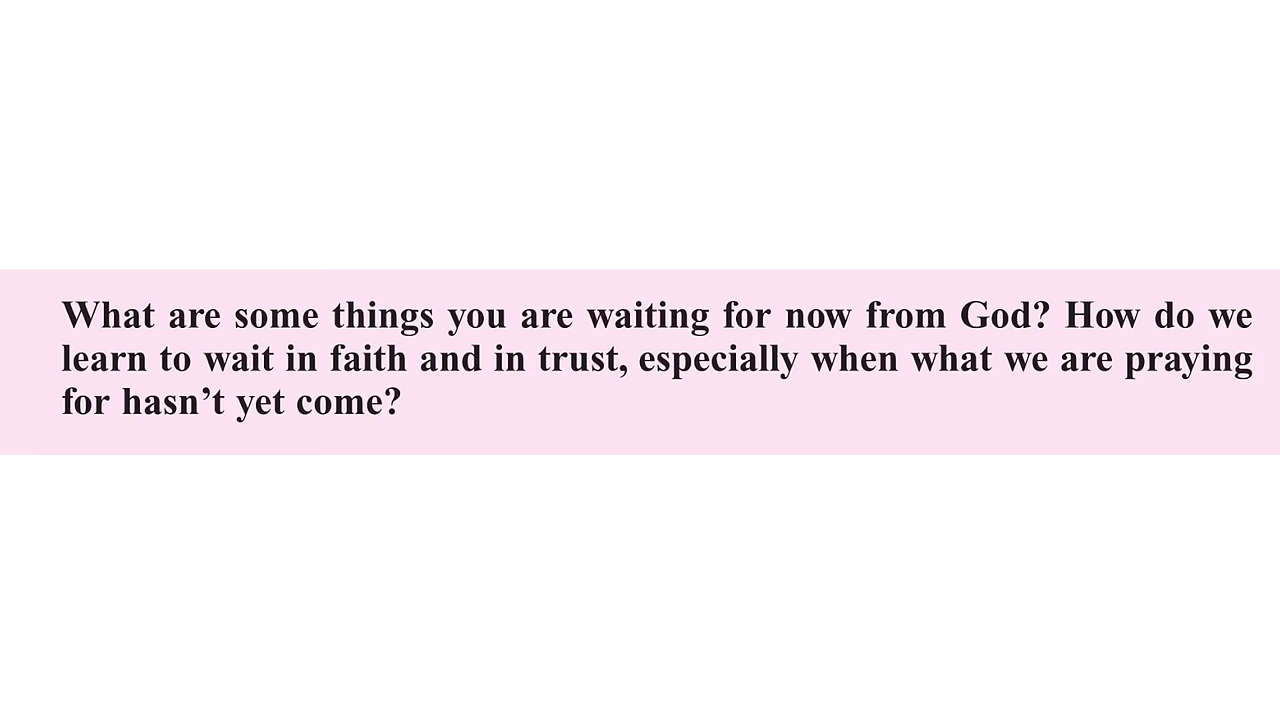 What are some things you are waiting for now from God? How do we
learn to wait in faith and in trust, especially when what we are praying
for hasn’t yet come?